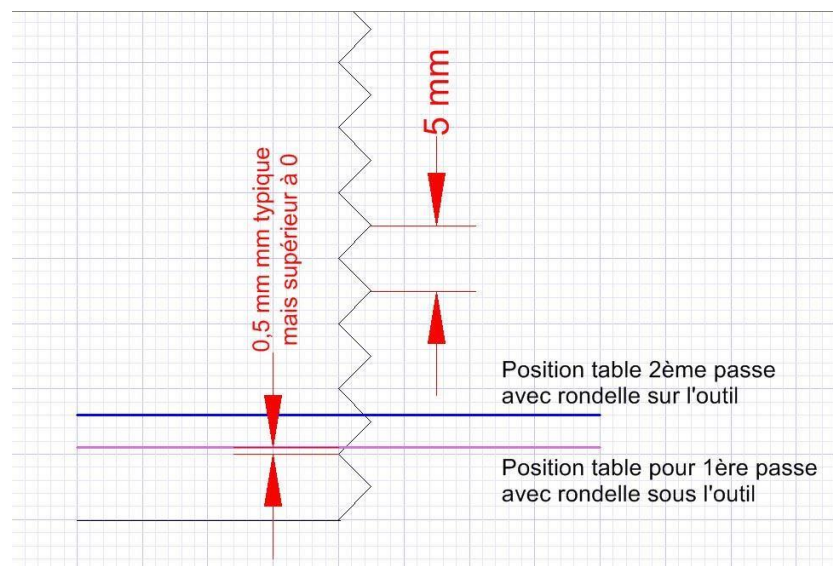 5 mm
0,5 mm mm typique
mais supérieur à 0
Position table 2ème passe
avec rondelle sur l'outil
Position table pour 1ère passe
avec rondelle sous l'outil